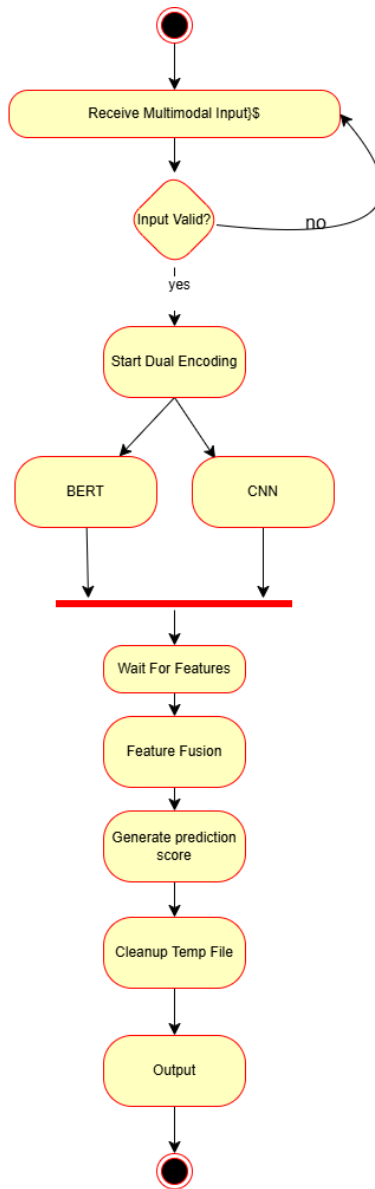 Receive Multimodal Input}$
Input Valid?
no
yes
Start Dual Encoding
BERT
CNN
Wait For Features
Feature Fusion
Generate prediction
score
Cleanup Temp File
Output